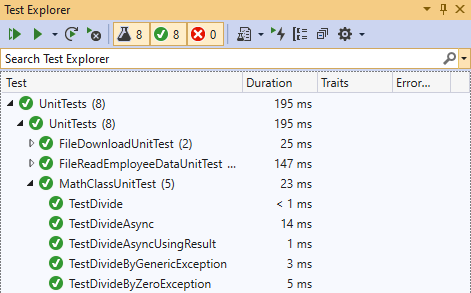 Test Explorer
8 8 0
Search Test Explorer
Test Duration Traits Error...
UnitTests (8) 195 ms
UnitTests (8) 195 ms
FileDownloadUnitTest (2) 25 ms
FileReadEmployeeDataUnitTest ... 147 ms
MathClassUnitTest (5) 23 ms
TestDivide < 1 ms
TestDivideAsync 14 ms
TestDivideAsyncUsingResult 1 ms
TestDivideByGenericException 3 ms
TestDivideByZeroException 5 ms